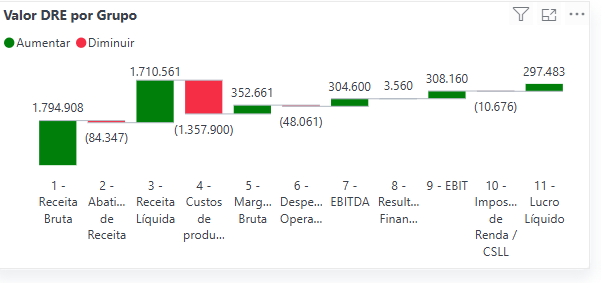 Valor DRE por Grupo
Aumentar Diminuir
1.794.908
(84.347)
1.710.561
(1.357.900)
352.661
(48.061)
304.600
3.560
308.160
(10.676)
297.483
1 -
Receita
Bruta
2 -
Abati...
de
Receita
3 -
Receita
Líquida
4 -
Custos
de
produ...
5 -
Marg...
Bruta
6 -
Despe...
Opera...
7 -
EBITDA
8 -
Result...
Finan...
9 - EBIT
10 -
Impos...
de
Renda /
CSLL
11 -
Lucro
Líquido